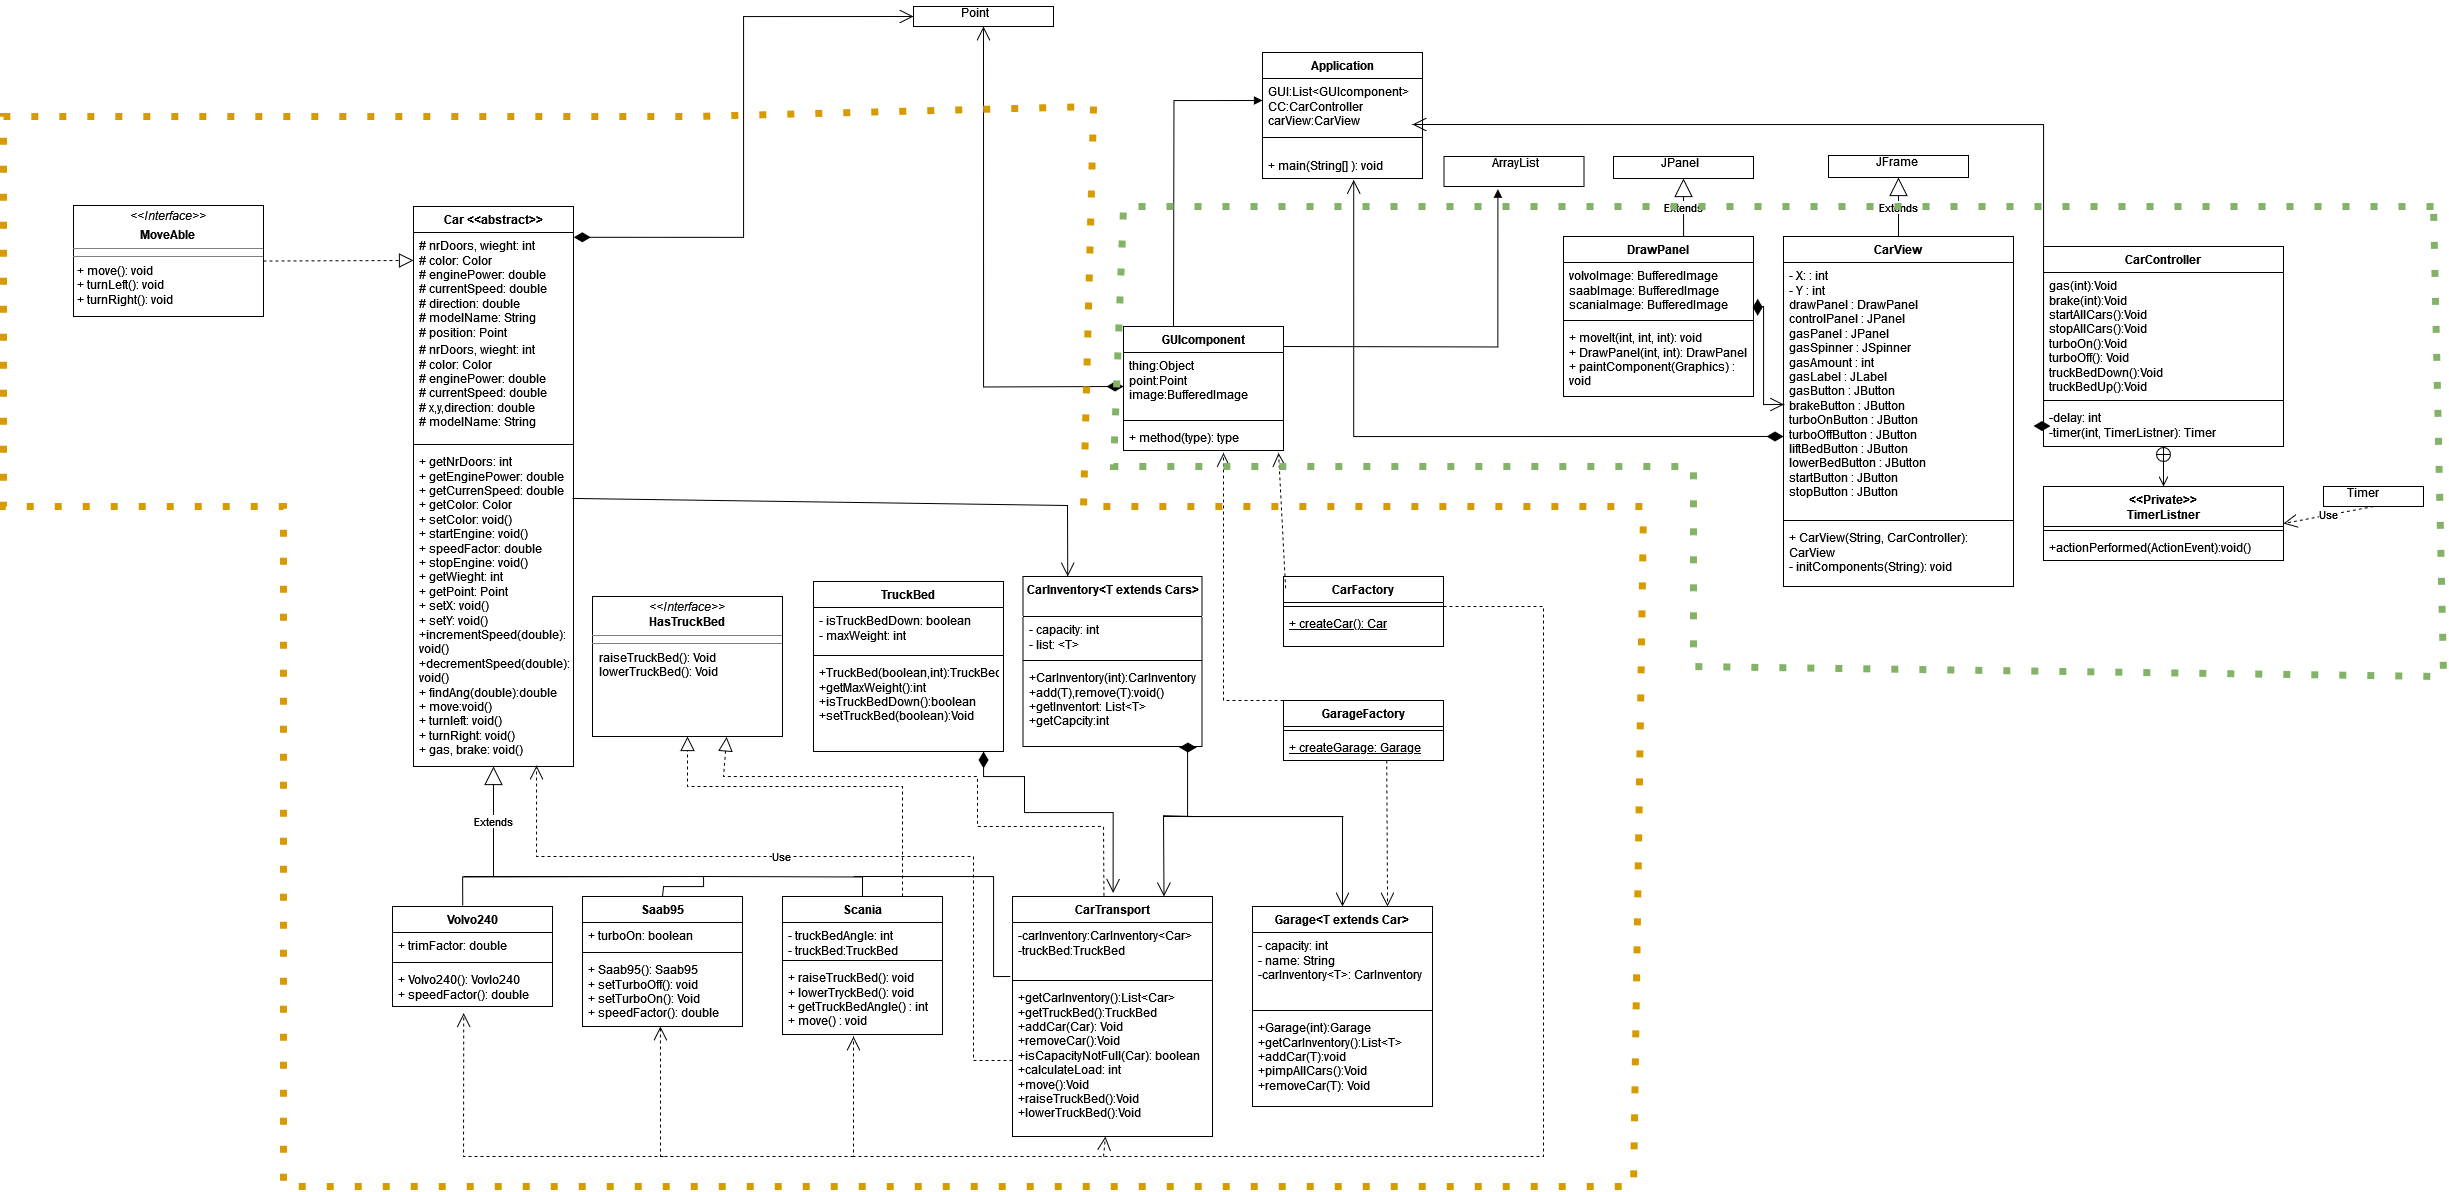 Point
Application
GUI:List<GUIcomponent>
CC:CarController
carView:CarView
+ main(String[] ): void
ArrayList
JPanel
JFrame
Extends
Extends
<<Interface>>
MoveAble
+ move(): void
+ turnLeft(): void
+ turnRight(): void
Car <<abstract>>
# nrDoors, wieght: int
# color: Color
# enginePower: double
# currentSpeed: double
# direction: double
# modelName: String
# position: Point
# nrDoors, wieght: int
# color: Color
# enginePower: double
# currentSpeed: double
# x,y,direction: double
# modelName: String
+ getNrDoors: int
+ getEnginePower: double
+ getCurrenSpeed: double
+ getColor: Color
+ setColor: void()
+ startEngine: void()
+ speedFactor: double
+ stopEngine: void()
+ getWieght: int
+ getPoint: Point
+ setX: void()
+ setY: void()
+incrementSpeed(double):
void()
+decrementSpeed(double):
void()
+ findAng(double):double
+ move:void()
+ turnleft: void()
+ turnRight: void()
+ gas, brake: void()
GUIcomponent
thing:Object
point:Point
image:BufferedImage
+ method(type): type
DrawPanel
volvoImage: BufferedImage
saabImage: BufferedImage
scaniaImage: BufferedImage
+ moveIt(int, int, int): void
+ DrawPanel(int, int): DrawPanel
+ paintComponent(Graphics) :
void
CarView
- X: : int
- Y : int
drawPanel : DrawPanel
controlPanel : JPanel
gasPanel : JPanel
gasSpinner : JSpinner
gasAmount : int
gasLabel : JLabel
gasButton : JButton
brakeButton : JButton
turboOnButton : JButton
turboOffButton : JButton
liftBedButton : JButton
lowerBedButton : JButton
startButton : JButton
stopButton : JButton
+ CarView(String, CarController):
CarView
- initComponents(String): void
CarController
gas(int):Void
brake(int):Void
startAllCars():Void
stopAllCars():Void
turboOn():Void
turboOff(): Void
truckBedDown():Void
truckBedUp():Void
-delay: int
-timer(int, TimerListner): Timer
<<Private>>
TimerListner
+actionPerformed(ActionEvent):void()
Timer
Use
<<Interface>>
HasTruckBed
raiseTruckBed(): Void
lowerTruckBed(): Void
TruckBed
- isTruckBedDown: boolean
- maxWeight: int
+TruckBed(boolean,int):TruckBed
+getMaxWeight():int
+isTruckBedDown():boolean
+setTruckBed(boolean):Void
CarInventory<T extends Cars>
- capacity: int
- list: <T>
+CarInventory(int):CarInventory
+add(T),remove(T):void()
+getInventort: List<T>
+getCapcity:int
CarFactory
+ createCar(): Car
GarageFactory
+ createGarage: Garage
Extends
Use
Volvo240
+ trimFactor: double
+ Volvo240(): Vovlo240
+ speedFactor(): double
Saab95
+ turboOn: boolean
+ Saab95(): Saab95
+ setTurboOff(): void
+ setTurboOn(): Void
+ speedFactor(): double
Scania
- truckBedAngle: int
- truckBed:TruckBed
+ raiseTruckBed(): void
+ lowerTryckBed(): void
+ getTruckBedAngle() : int
+ move() : void
CarTransport
-carInventory:CarInventory<Car>
-truckBed:TruckBed
+getCarInventory():List<Car>
+getTruckBed():TruckBed
+addCar(Car): Void
+removeCar():Void
+isCapacityNotFull(Car): boolean
+calculateLoad: int
+move():Void
+raiseTruckBed():Void
+lowerTruckBed():Void
Garage<T extends Car>
- capacity: int
- name: String
-carInventory<T>: CarInventory
+Garage(int):Garage
+getCarInventory():List<T>
+addCar(T):void
+pimpAllCars():Void
+removeCar(T): Void